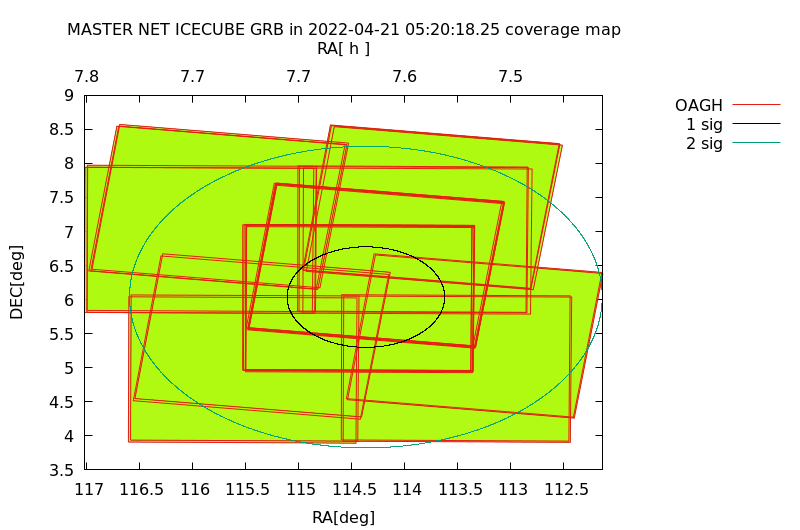 MASTER NET ICECUBE GRB in 2022-04-21 05:20:18.25 coverage map
RA[ h ]
7.8 7.7 7.7 7.6 7.5
OAGH
1 sig
2 sig
9
8.5
8
7.5
7
6.5
6
5.5
5
4.5
4
3.5
DEC[deg]
117 116.5 116 115.5 115 114.5 114 113.5 113 112.5
RA[deg]